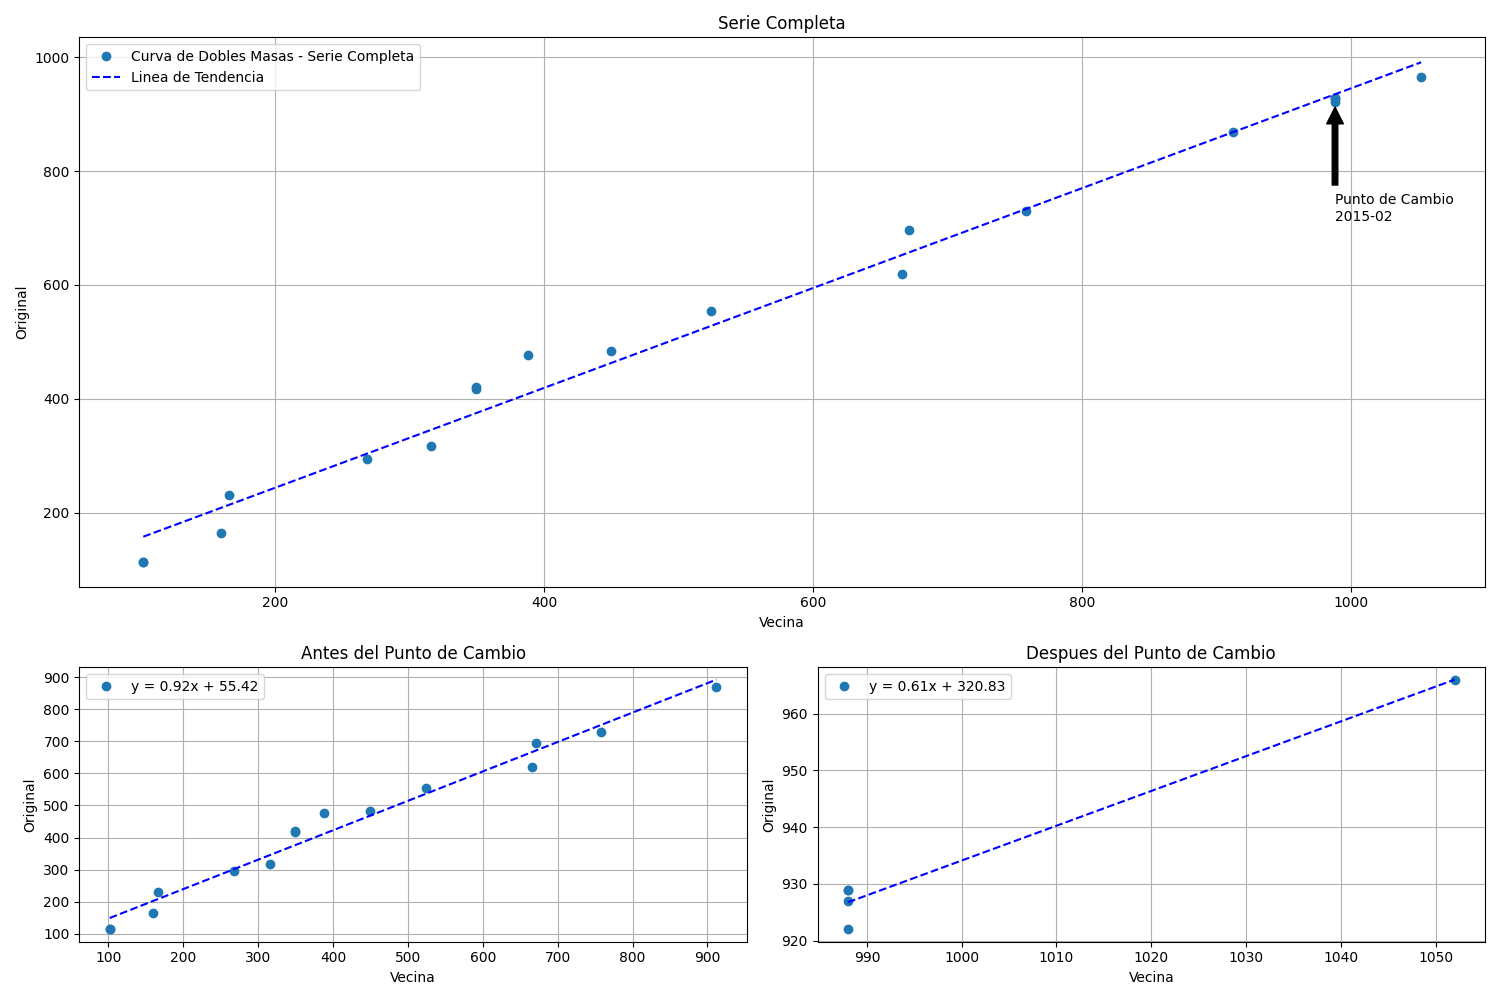 Serie Completa
Curva de Dobles Masas - Serie Completa
Linea de Tendencia
1000
800
600
400
200
Original
Punto de Cambio
2015-02
200 400 600 800 1000
Vecina
Antes del Punto de Cambio
y = 0.92x + 55.42
900
800
700
600
500
400
300
200
100
Original
100 200 300 400 500 600 700 800 900
Vecina
Despues del Punto de Cambio
y = 0.61x + 320.83
960
950
940
930
920
Original
990 1000 1010 1020 1030 1040 1050
Vecina